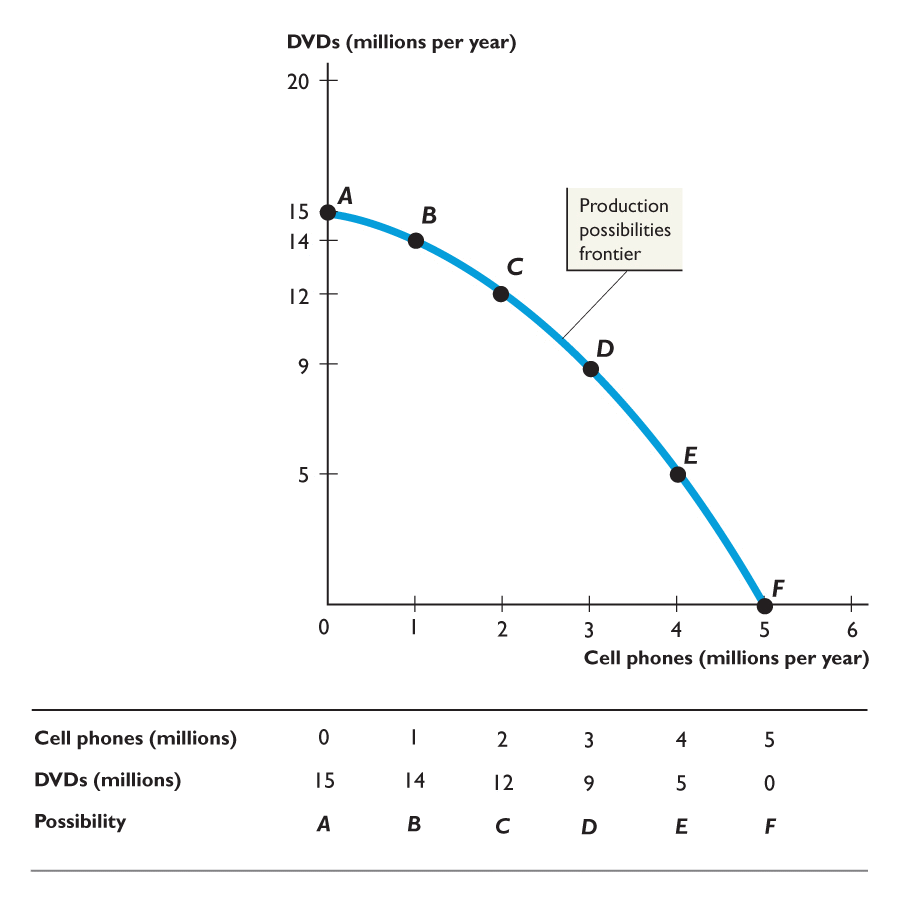 DVDs (millions per year)
20
A
15
B
14
Production
possibilities
frontier
C
12
D
9
E
5
F
0 1 2 3 4 5 6
Cell phones (millions per year)
Cell phones (millions) 0 1 2 3 4 5
DVDs (millions) 15 14 12 9 5 0
Possibility A B C D E F